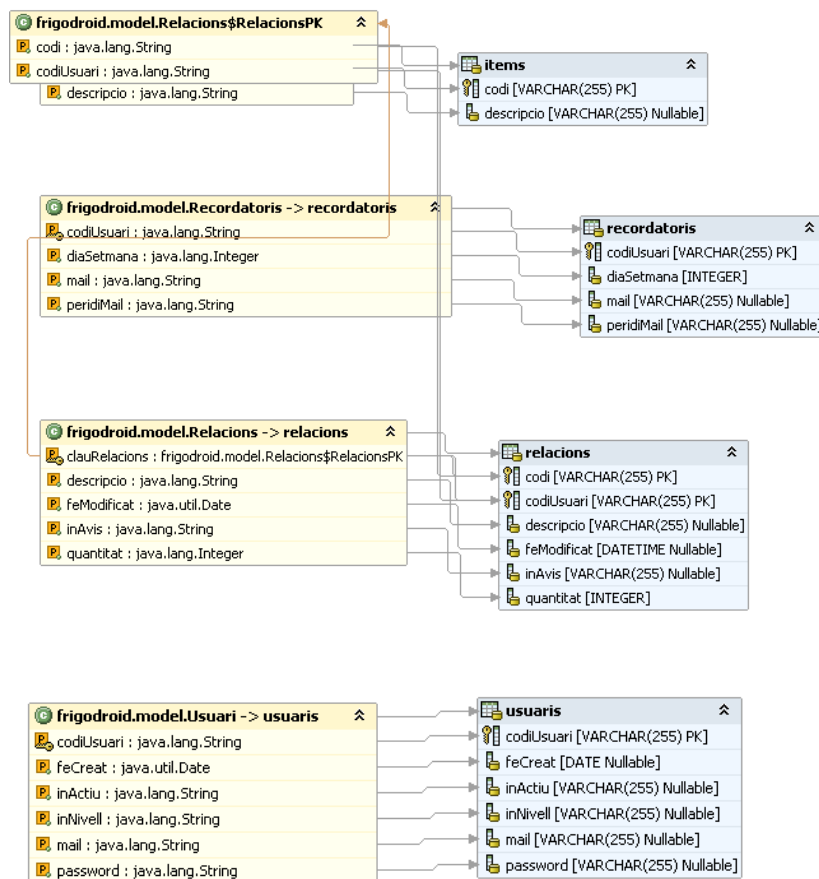 frigodroid.model.Relacions$RelacionsPK
codi : java.lang.String
codiUsuari : java.lang.String
descripcio : java.lang.String
items
codi [VARCHAR(255) PK]
descripcio [VARCHAR(255) Nullable]
frigodroid.model.Recordatoris -> recordatoris
codiUsuari : java.lang.String
diaSetmana : java.lang.Integer
mail : java.lang.String
peridiMail : java.lang.String
recordatoris
codiUsuari [VARCHAR(255) PK]
diaSetmana [INTEGER]
mail [VARCHAR(255) Nullable]
peridiMail [VARCHAR(255) Nullable]
frigodroid.model.Relacions -> relacions
clauRelacions : frigodroid.model.Relacions$RelacionsPK
descripcio : java.lang.String
feModificat : java.util.Date
inAvis : java.lang.String
quantitat : java.lang.Integer
relacions
codi [VARCHAR(255) PK]
codiUsuari [VARCHAR(255) PK]
descripcio [VARCHAR(255) Nullable]
feModificat [DATETIME Nullable]
inAvis [VARCHAR(255) Nullable]
quantitat [INTEGER]
frigodroid.model.Usuari -> usuaris
codiUsuari : java.lang.String
feCreat : java.util.Date
inActiu : java.lang.String
inNivell : java.lang.String
mail : java.lang.String
password : java.lang.String
usuaris
codiUsuari [VARCHAR(255) PK]
feCreat [DATE Nullable]
inActiu [VARCHAR(255) Nullable]
inNivell [VARCHAR(255) Nullable]
mail [VARCHAR(255) Nullable]
password [VARCHAR(255) Nullable]